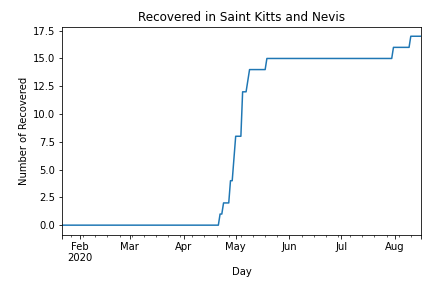 Recovered in Saint Kitts and Nevis
Number of Recovered
17.5
15.0
12.5
10.0
7.5
5.0
2.5
0.0
Feb Mar Apr May Jun Jul Aug
2020
Day